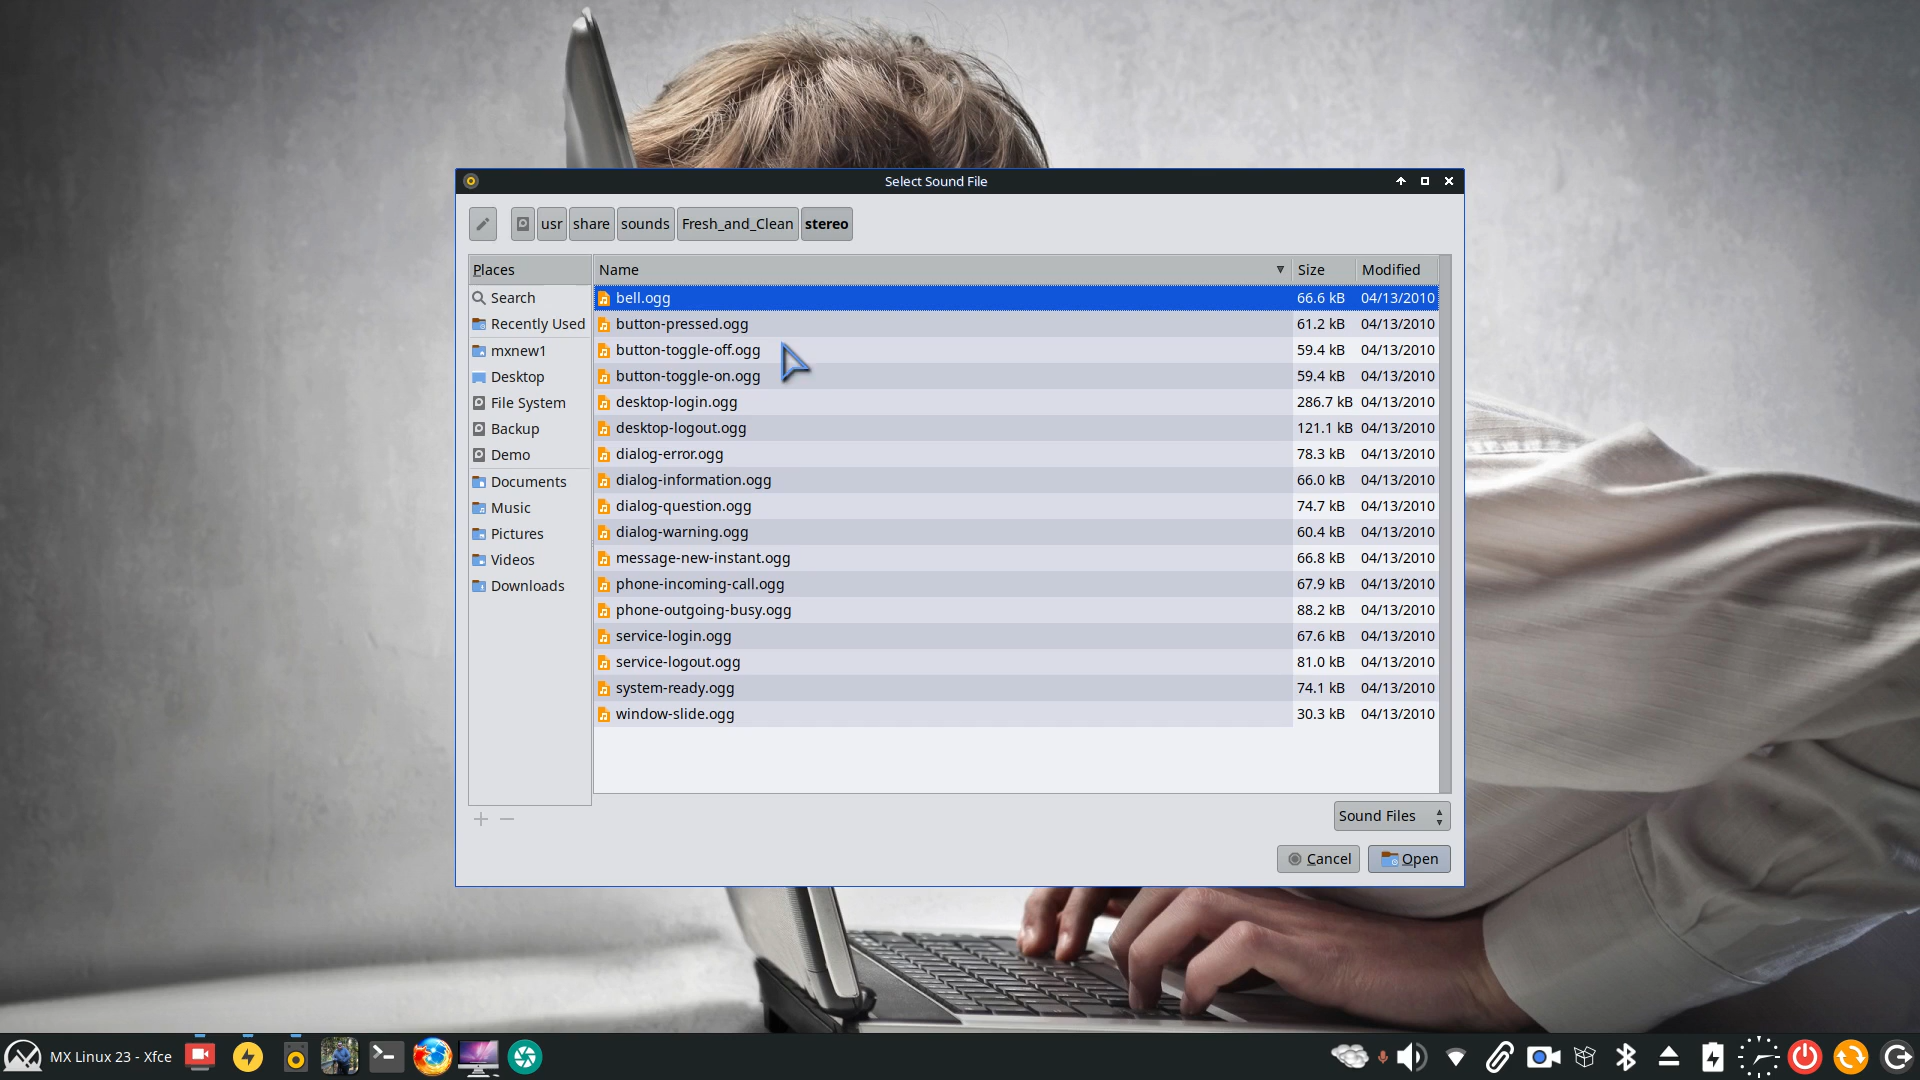 Select Sound File
usr share sounds Fresh_and_Clean stereo
Places
Search
Recently Used
mxnew1
Desktop
File System
Backup
Demo
Documents
Music
Pictures
Videos
Downloads
Name Size Modified
bell.ogg 66.6 kB 04/13/2010
button-pressed.ogg 61.2 kB 04/13/2010
button-toggle-off.ogg 59.4 kB 04/13/2010
button-toggle-on.ogg 59.4 kB 04/13/2010
desktop-login.ogg 286.7 kB 04/13/2010
desktop-logout.ogg 121.1 kB 04/13/2010
dialog-error.ogg 78.3 kB 04/13/2010
dialog-information.ogg 66.0 kB 04/13/2010
dialog-question.ogg 74.7 kB 04/13/2010
dialog-warning.ogg 60.4 kB 04/13/2010
message-new-instant.ogg 66.8 kB 04/13/2010
phone-incoming-call.ogg 67.9 kB 04/13/2010
phone-outgoing-busy.ogg 88.2 kB 04/13/2010
service-login.ogg 67.6 kB 04/13/2010
service-logout.ogg 81.0 kB 04/13/2010
system-ready.ogg 74.1 kB 04/13/2010
window-slide.ogg 30.3 kB 04/13/2010
Sound Files
Cancel Open
MX Linux 23 - Xfce